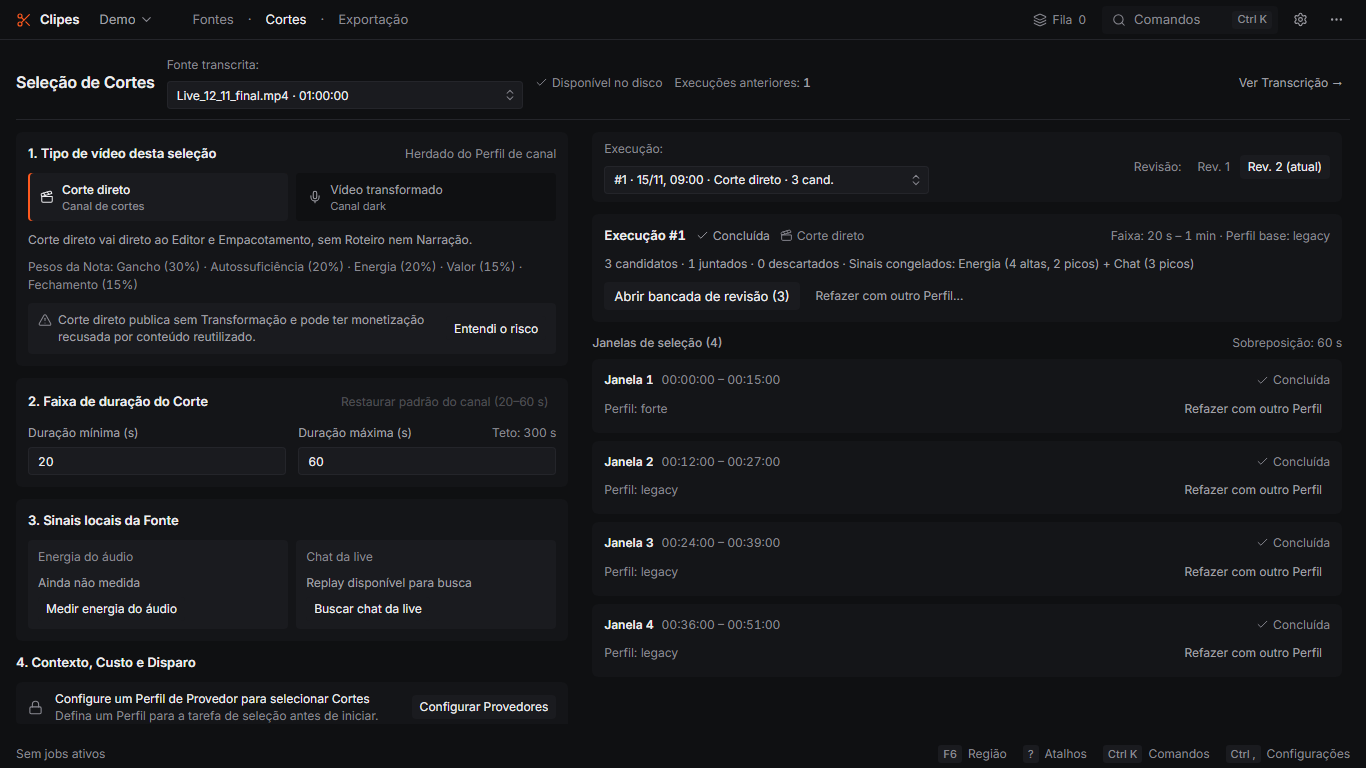 Clipes Demo Fontes · Cortes · Exportação Fila 0 Comandos Ctrl K
Seleção de Cortes
Fonte transcrita:
Live_12_11_final.mp4 · 01:00:00
Disponível no disco Execuções anteriores: 1
Ver Transcrição →
1. Tipo de vídeo desta seleção
Herdado do Perfil de canal
Corte direto
Canal de cortes
Vídeo transformado
Canal dark
Corte direto vai direto ao Editor e Empacotamento, sem Roteiro nem Narração.
Pesos da Nota: Gancho (30%) · Autossuficiência (20%) · Energia (20%) · Valor (15%) ·
Fechamento (15%)
Corte direto publica sem Transformação e pode ter monetização
recusada por conteúdo reutilizado.
Entendi o risco
2. Faixa de duração do Corte
Restaurar padrão do canal (20–60 s)
Duração mínima (s)
20
Duração máxima (s)
Teto: 300 s
60
3. Sinais locais da Fonte
Energia do áudio
Ainda não medida
Medir energia do áudio
Chat da live
Replay disponível para busca
Buscar chat da live
4. Contexto, Custo e Disparo
Configure um Perfil de Provedor para selecionar Cortes
Defina um Perfil para a tarefa de seleção antes de iniciar.
Configurar Provedores
Execução:
#1 · 15/11, 09:00 · Corte direto · 3 cand.
Revisão: Rev. 1 Rev. 2 (atual)
Execução #1 Concluída Corte direto
Faixa: 20 s – 1 min · Perfil base: legacy
3 candidatos · 1 juntados · 0 descartados · Sinais congelados: Energia (4 altas, 2 picos) + Chat (3 picos)
Abrir bancada de revisão (3)
Refazer com outro Perfil...
Janelas de seleção (4)
Sobreposição: 60 s
Janela 1 00:00:00 – 00:15:00
Concluída
Perfil: forte
Refazer com outro Perfil
Janela 2 00:12:00 – 00:27:00
Concluída
Perfil: legacy
Refazer com outro Perfil
Janela 3 00:24:00 – 00:39:00
Concluída
Perfil: legacy
Refazer com outro Perfil
Janela 4 00:36:00 – 00:51:00
Concluída
Perfil: legacy
Refazer com outro Perfil
Sem jobs ativos
F6 Região ? Atalhos Ctrl K Comandos Ctrl , Configurações